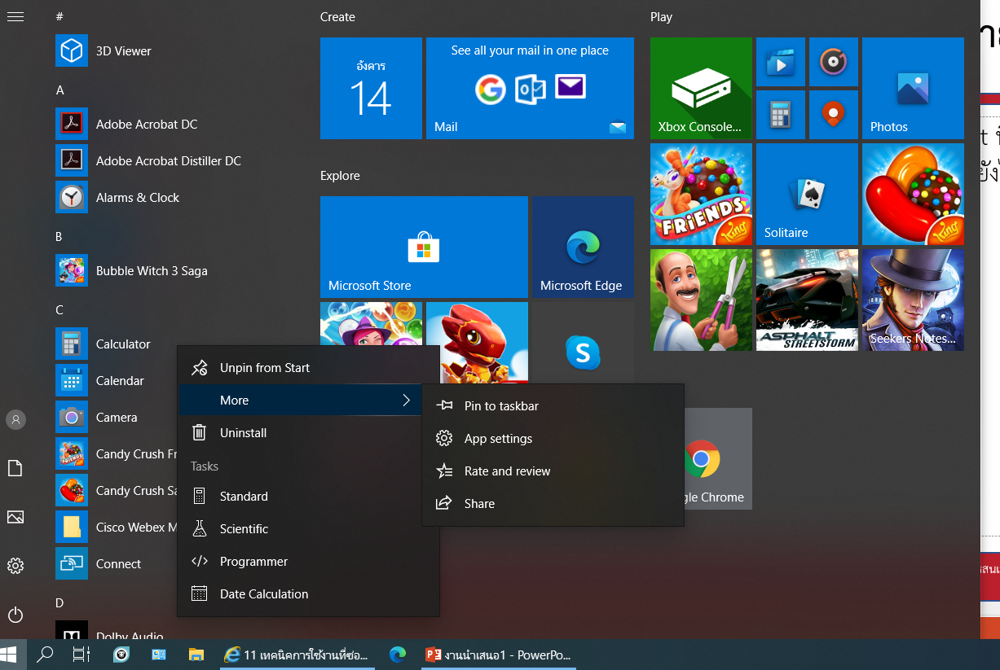 #
3D Viewer
A
Adobe Acrobat DC
Adobe Acrobat Distiller DC
Alarms & Clock
B
Bubble Witch 3 Saga
C
Calculator
Calendar
Camera
Candy Crush Fr
Candy Crush Sa
Cisco Webex M
Connect
D
Dolby Audio
Create
อังคาร
14
See all your mail in one place
Mail
Explore
Microsoft Store
Microsoft Edge
Play
Xbox Console...
Photos
FRiENDS
King
Solitaire
King
ASPHALT
STREETSTORM
Seekers Notes...
gle Chrome
Unpin from Start
More
Uninstall
Tasks
Standard
Scientific
Programmer
Date Calculation
Pin to taskbar
App settings
Rate and review
Share
11 เทคนิคการใช้งานที่ซ่อ...
งานนำเสนอ1 - PowerPo...